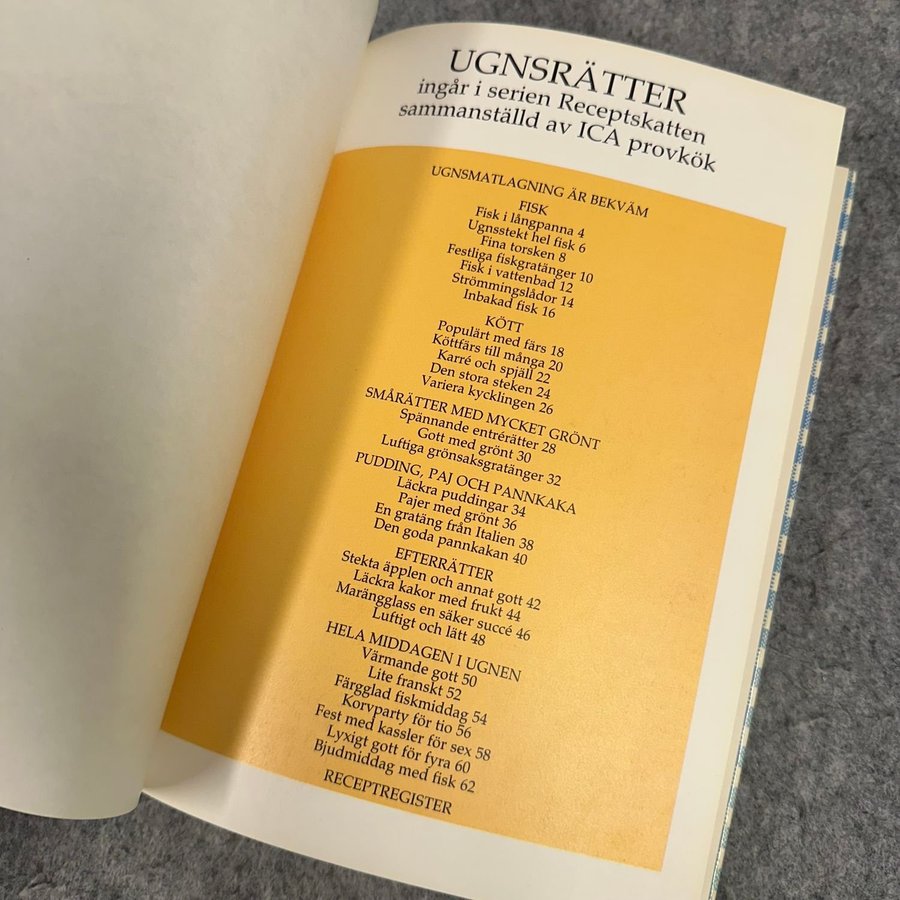 UGNSRÄTTER
ingår i serien Receptskatten
sammanställd av ICA provkök
UGNSMATLAGNING ÄR BEKVÄM
FISK
Fisk i långpanna 4
Ugnsstekt hel fisk 6
Fina torsken 8
Festliga fiskgratänger 10
Fisk i vattenbad 12
Strömmingslådor 14
Inbakad fisk 16
KÖTT
Populärt med färs 18
Köttfärs till många 20
Karré och spjäll 22
Den stora steken 24
Variera kycklingen 26
SMÅRÄTTER MED MYCKET GRÖNT
Spännande entrérätter 28
Gott med grönt 30
Luftiga grönsaksgratänger 32
PUDDING, PAJ OCH PANNKAKA
Läckra puddingar 34
Pajer med grönt 36
En gratäng från Italien 38
Den goda pannkakan 40
EFTERRÄTTER
Stekta äpplen och annat gott 42
Läckra kakor med frukt 44
Marängglass en säker succé 46
Luftigt och lätt 48
HELA MIDDAGEN I UGNEN
Värmande gott 50
Lite franskt 52
Färgglad fiskmiddag 54
Korvparty för tio 56
Fest med kassler för sex 58
Lyxigt gott för fyra 60
Bjudmiddag med fisk 62
RECEPTREGISTER